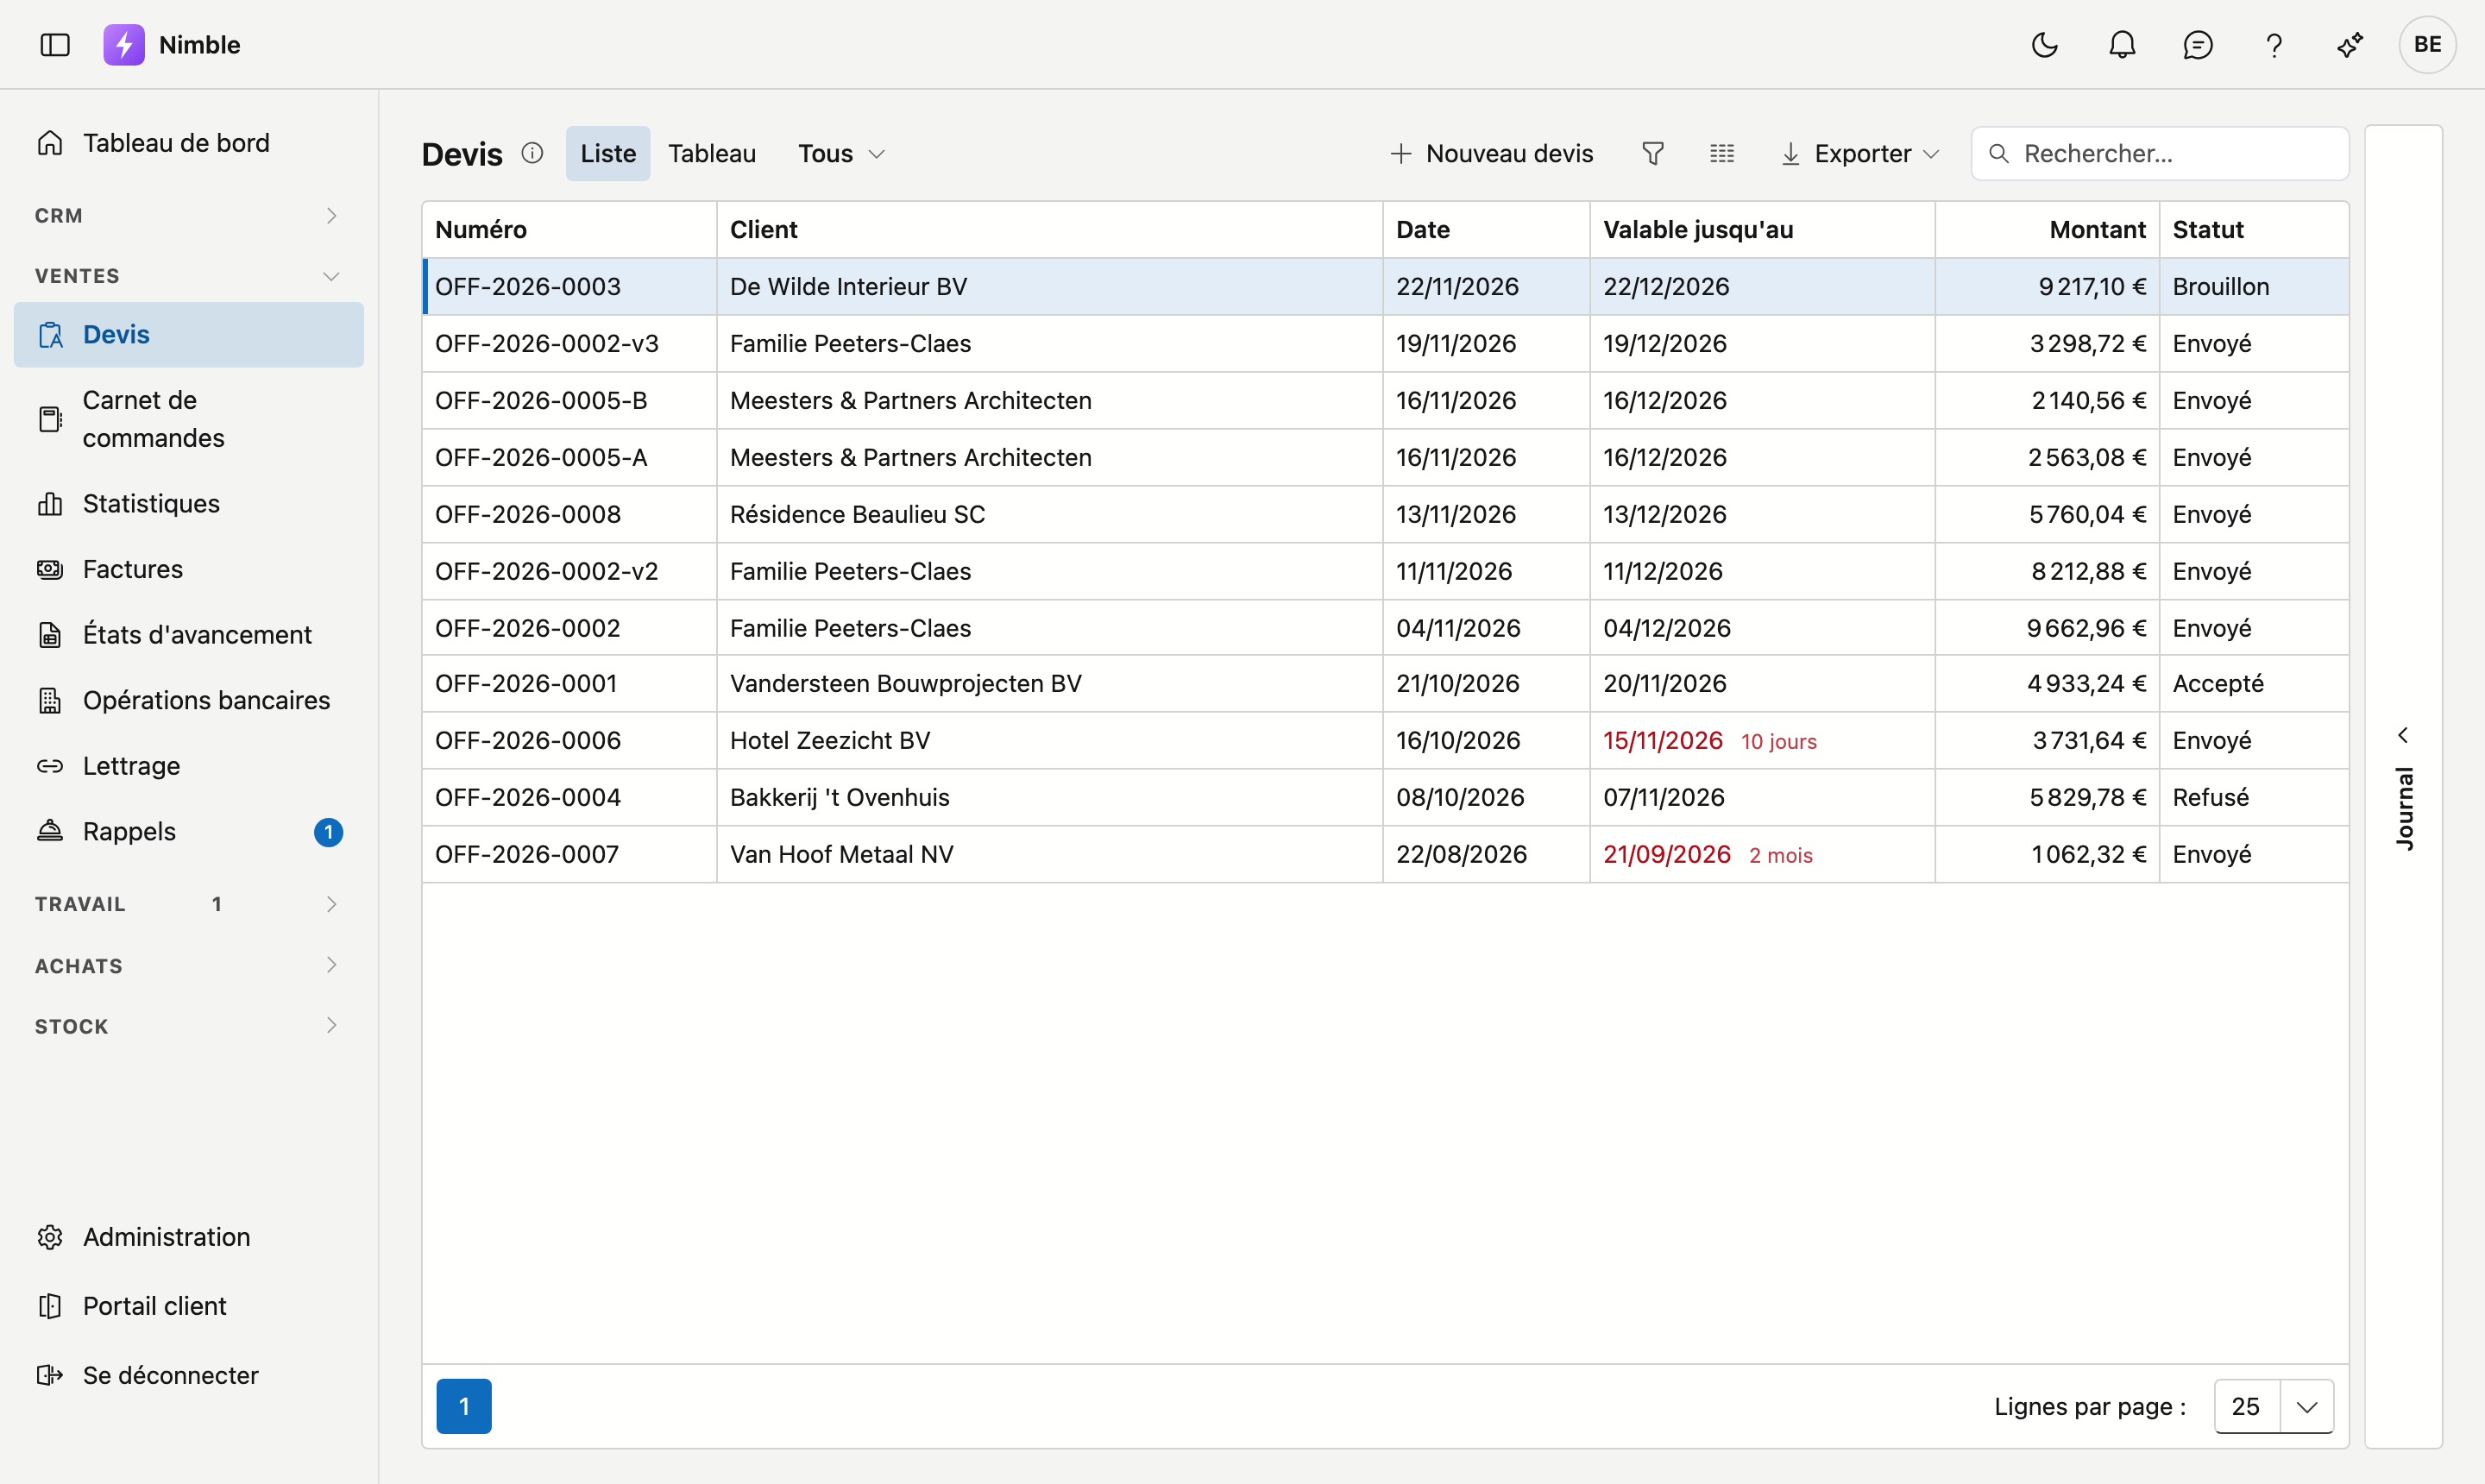 Nimble
BE
Tableau de bord
CRM
VENTES
Devis
Carnet de
commandes
Statistiques
Factures
États d'avancement
Opérations bancaires
Lettrage
Rappels 1
TRAVAIL 1
ACHATS
STOCK
Administration
Portail client
Se déconnecter
Devis Liste Tableau Tous Nouveau devis Exporter Rechercher...
Numéro Client Date Valable jusqu'au Montant Statut
OFF-2026-0003 De Wilde Interieur BV 22/11/2026 22/12/2026 9 217,10 € Brouillon
OFF-2026-0002-v3 Familie Peeters-Claes 19/11/2026 19/12/2026 3 298,72 € Envoyé
OFF-2026-0005-B Meesters & Partners Architecten 16/11/2026 16/12/2026 2 140,56 € Envoyé
OFF-2026-0005-A Meesters & Partners Architecten 16/11/2026 16/12/2026 2 563,08 € Envoyé
OFF-2026-0008 Résidence Beaulieu SC 13/11/2026 13/12/2026 5 760,04 € Envoyé
OFF-2026-0002-v2 Familie Peeters-Claes 11/11/2026 11/12/2026 8 212,88 € Envoyé
OFF-2026-0002 Familie Peeters-Claes 04/11/2026 04/12/2026 9 662,96 € Envoyé
OFF-2026-0001 Vandersteen Bouwprojecten BV 21/10/2026 20/11/2026 4 933,24 € Accepté
OFF-2026-0006 Hotel Zeezicht BV 16/10/2026 15/11/2026 10 jours 3 731,64 € Envoyé
OFF-2026-0004 Bakkerij 't Ovenhuis 08/10/2026 07/11/2026 5 829,78 € Refusé
OFF-2026-0007 Van Hoof Metaal NV 22/08/2026 21/09/2026 2 mois 1 062,32 € Envoyé
1 Lignes par page : 25
Journal